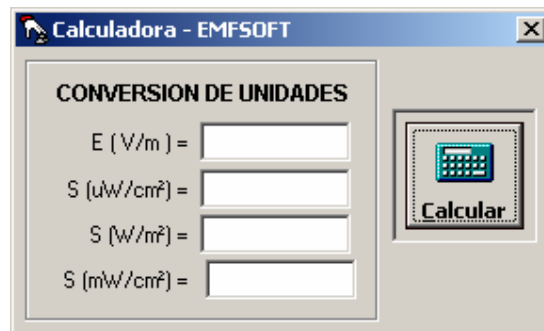 Calculadora - EMFSOFT
CONVERSION DE UNIDADES
E ( V/m ) =
S (uW/cm²) =
S (W/m²) =
S (mW/cm²) =
Calcular